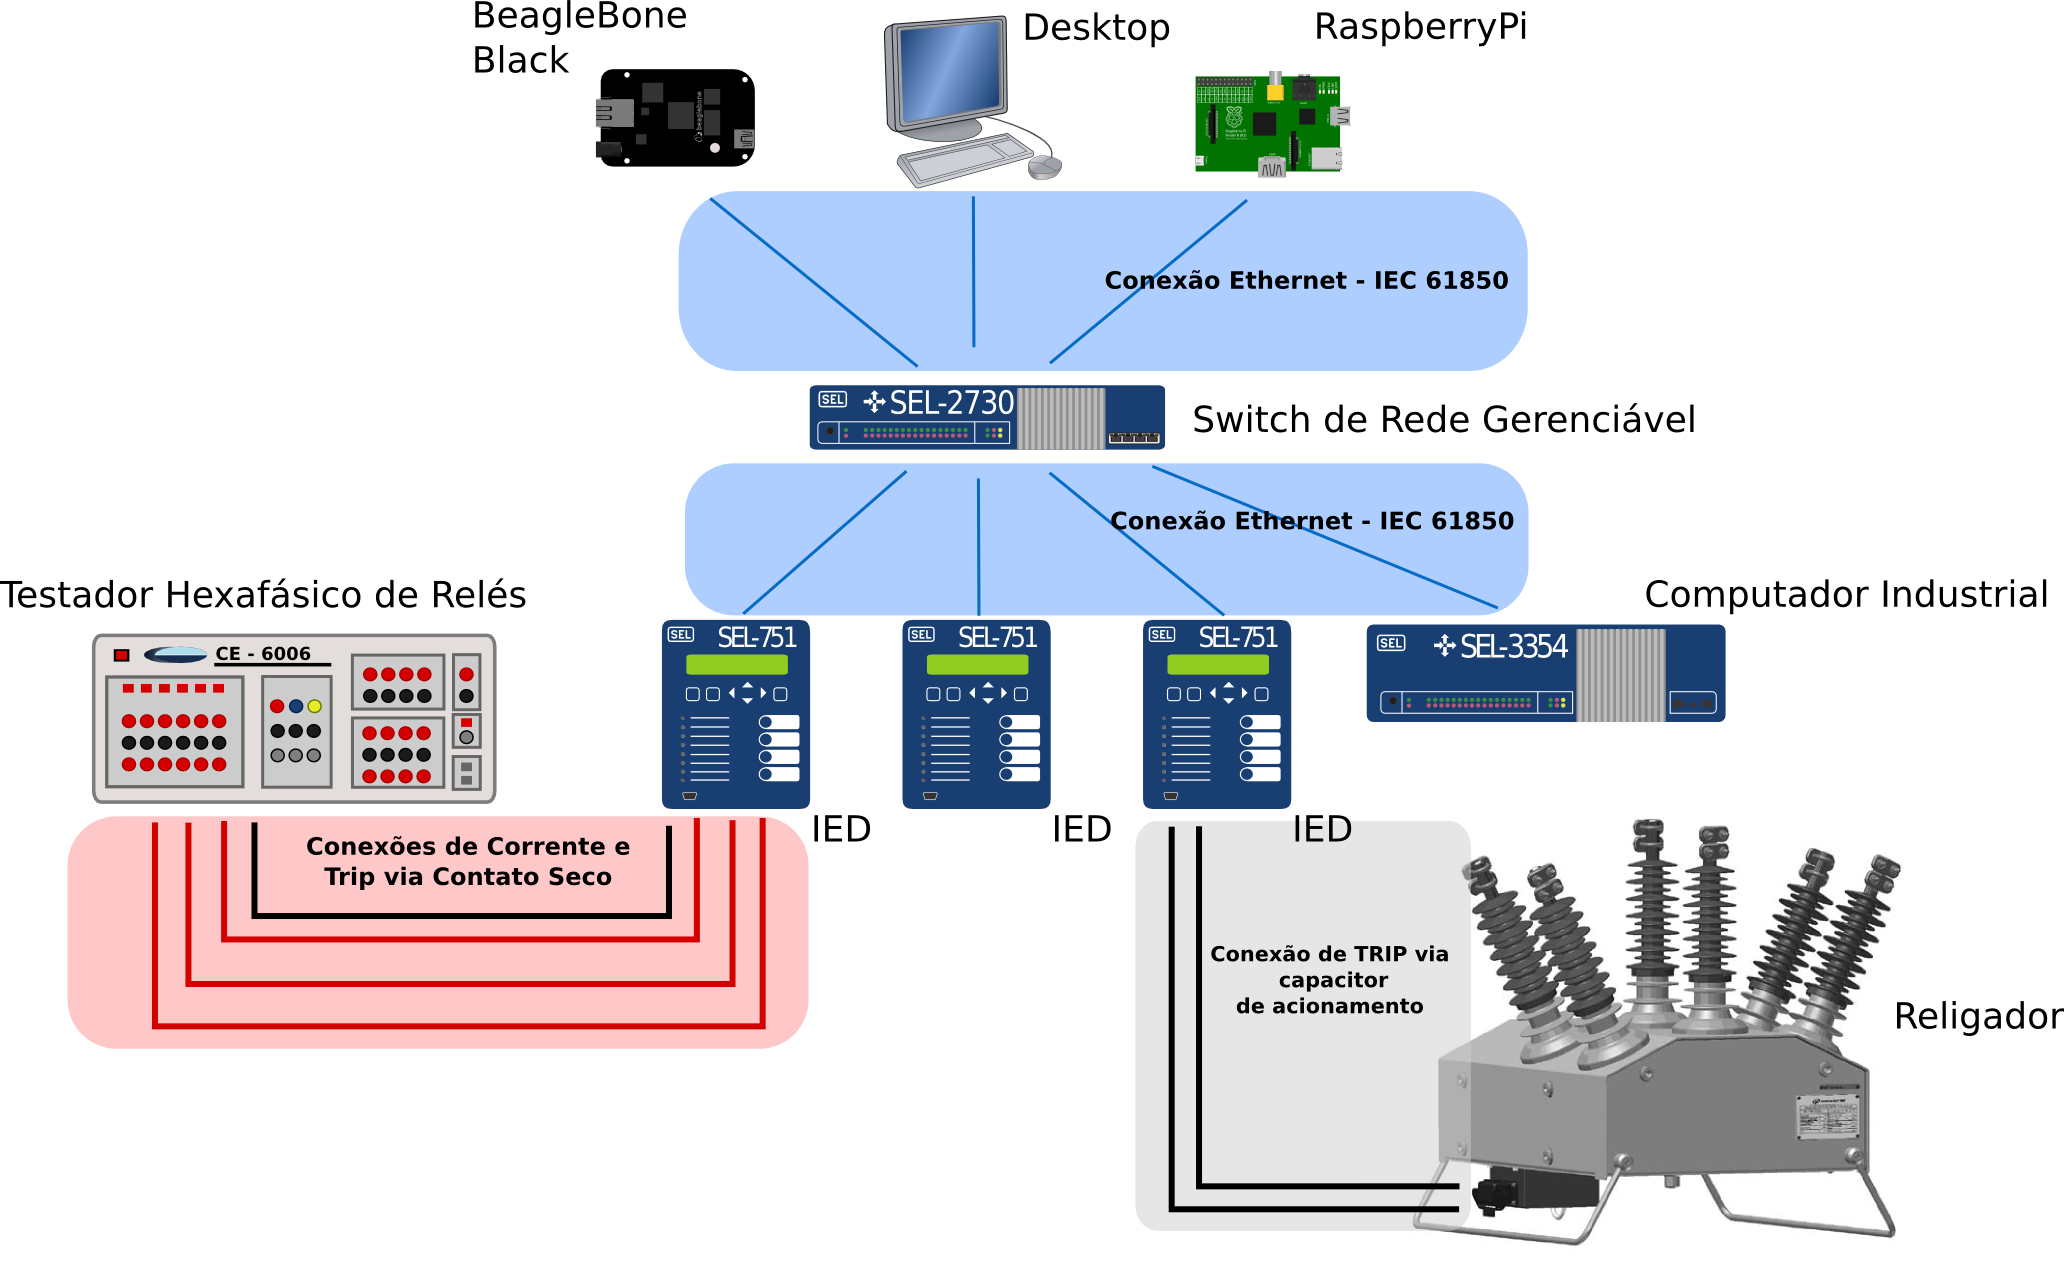 BeagleBone
Black
Desktop
RaspberryPi
beaglebone
Conexão Ethernet - IEC 61850
SEL
SEL-2730
Switch de Rede Gerenciável
Conexão Ethernet - IEC 61850
Testador Hexafásico de Relés
Computador Industrial
CE - 6006
SEL
SEL-751
SEL
SEL-751
SEL
SEL-751
SEL
SEL-3354
IED
IED
IED
Conexões de Corrente e
Trip via Contato Seco
Conexão de TRIP via
capacitor
de acionamento
Religador